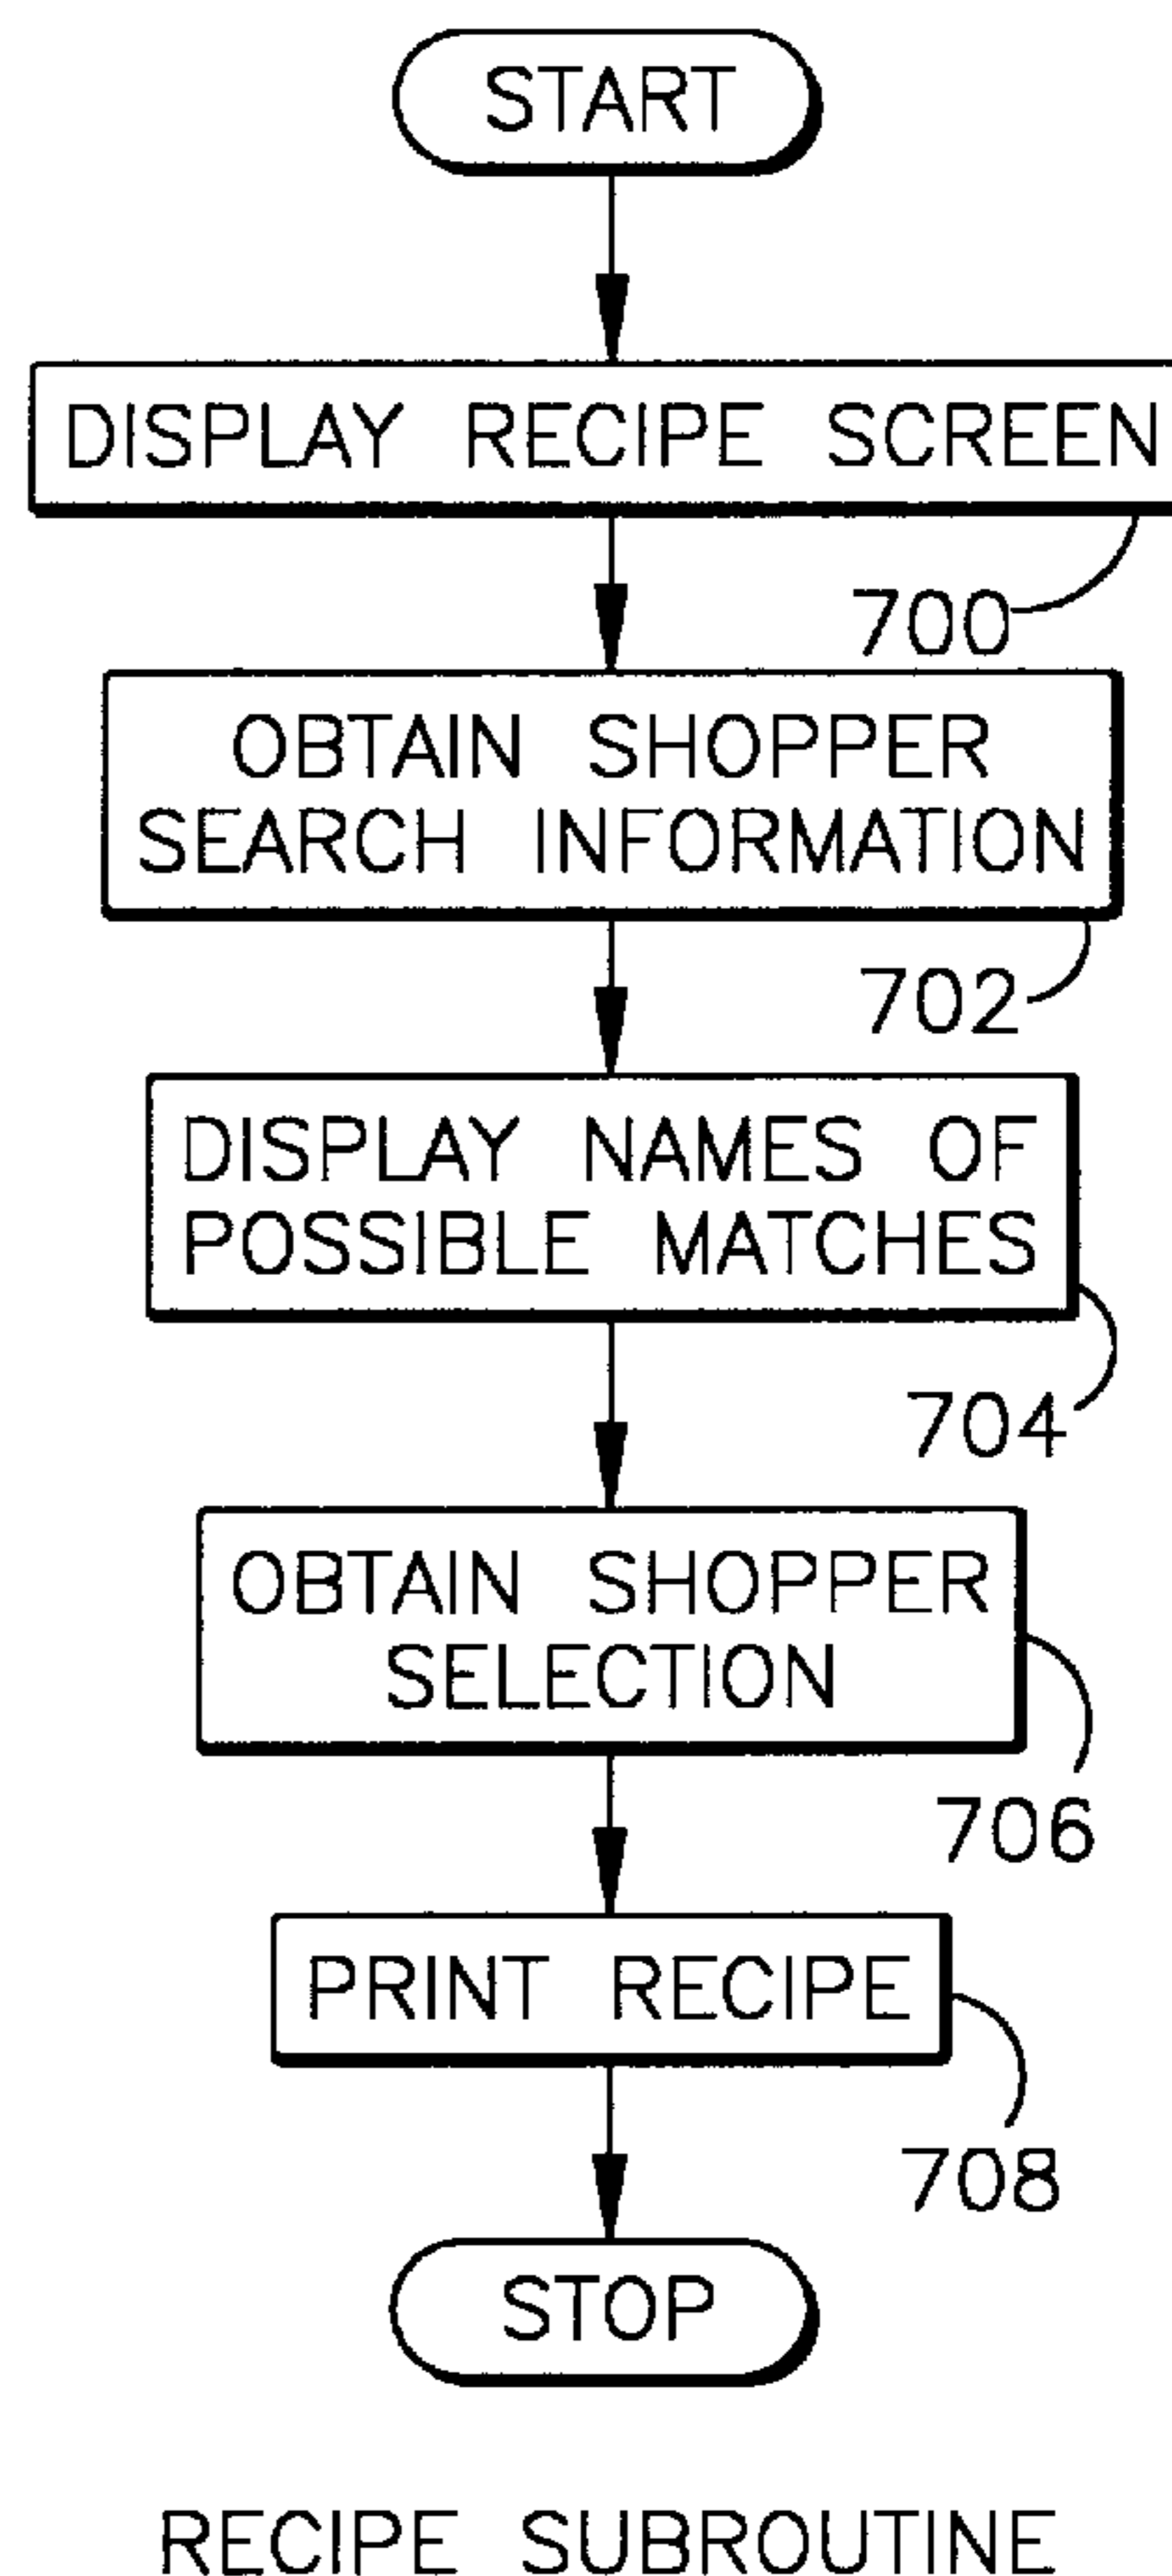 START
DISPLAY RECIPE SCREEN
700
OBTAIN SHOPPER
SEARCH INFORMATION
702
DISPLAY NAMES OF
POSSIBLE MATCHES
704
OBTAIN SHOPPER
SELECTION
706
PRINT RECIPE
708
STOP
RECIPE SUBROUTINE